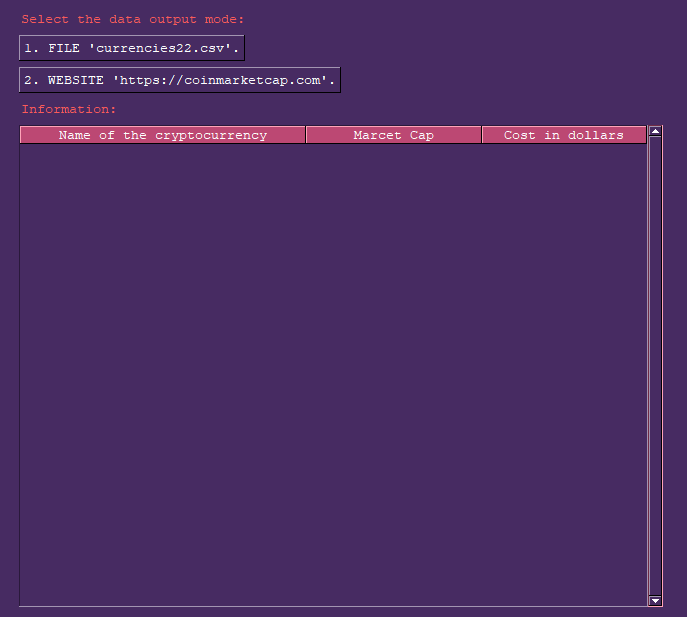 Select the data output mode:
1. FILE 'currencies22.csv'.
2. WEBSITE 'https://coinmarketcap.com'.
Information:
Name of the cryptocurrency Marcet Cap Cost in dollars